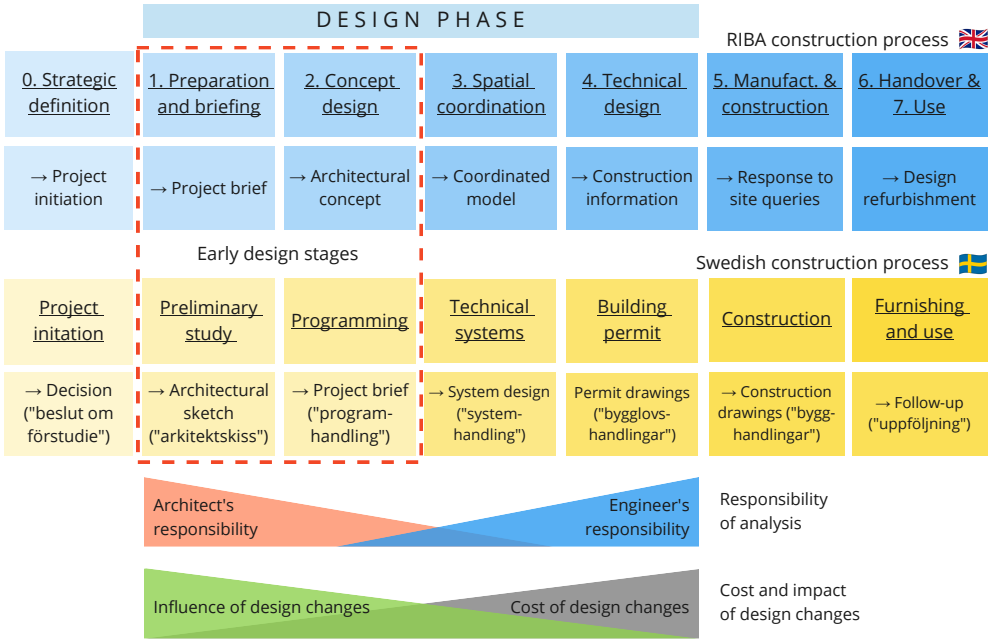 DESIGN PHASE
RIBA construction process
0. Strategic
definition
1. Preparation
and briefing
2. Concept
design
3. Spatial
coordination
4. Technical
design
5. Manufact. &
construction
6. Handover &
7. Use
→ Project
initiation
→ Project brief
→ Architectural
concept
→ Coordinated
model
→ Construction
information
→ Response to
site queries
→ Design
refurbishment
Early design stages
Swedish construction process
Project
initation
Preliminary
study
Programming
Technical
systems
Building
permit
Construction
Furnishing
and use
→ Decision
("beslut om
förstudie")
→ Architectural
sketch
("arkitektskiss")
→ Project brief
("program-
handling")
→ System design
("system-
handling")
Permit drawings
("bygglovs-
handlingar")
→ Construction
drawings ("bygg-
handlingar")
→ Follow-up
("uppföljning")
Architect's
responsibility
Engineer's
responsibility
Responsibility
of analysis
Influence of design changes
Cost of design changes
Cost and impact
of design changes